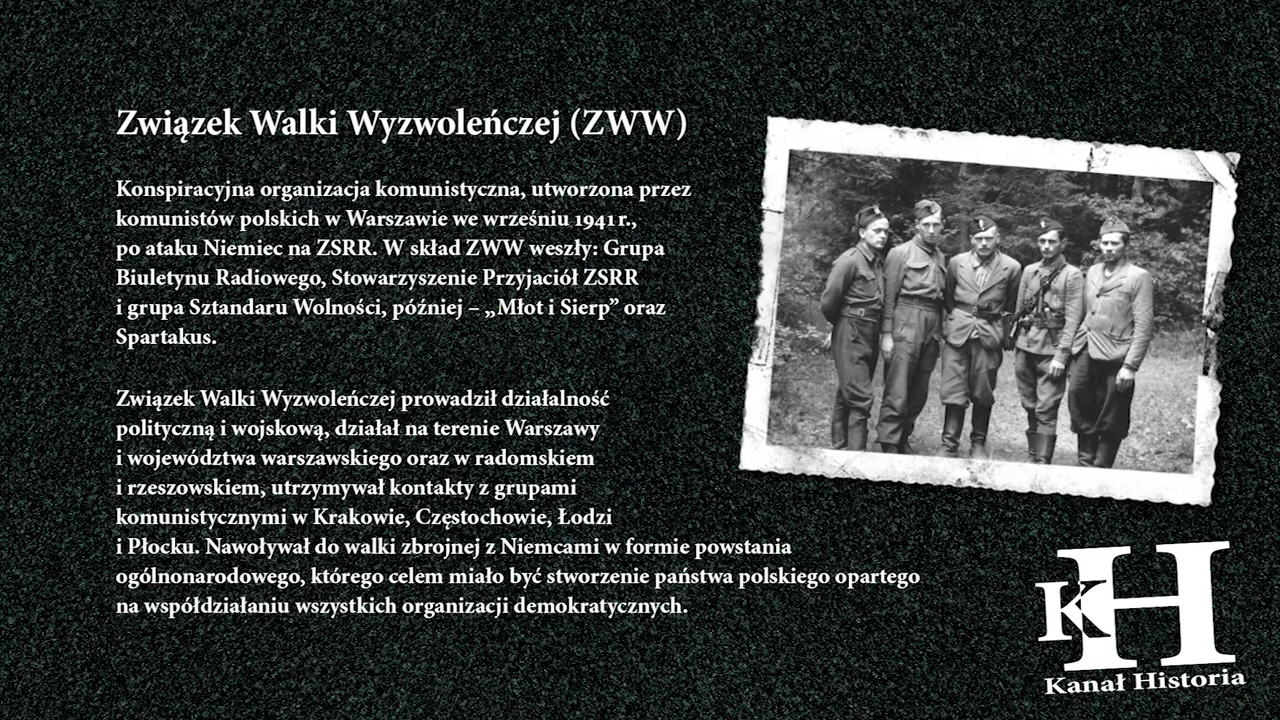 Związek Walki Wyzwoleńczej (ZWW)
Konspiracyjna organizacja komunistyczna, utworzona przez
komunistów polskich w Warszawie we wrześniu 1941 r.,
po ataku Niemiec na ZSRR. W skład ZWW weszły: Grupa
Biuletynu Radiowego, Stowarzyszenie Przyjaciół ZSRR
i grupa Sztandaru Wolności, później – „Młot i Sierp” oraz
Spartakus.
Związek Walki Wyzwoleńczej prowadził działalność
polityczną i wojskową, działał na terenie Warszawy
i województwa warszawskiego oraz w radomskiem
i rzeszowskiem, utrzymywał kontakty z grupami
komunistycznymi w Krakowie, Częstochowie, Łodzi
i Płocku. Nawoływał do walki zbrojnej z Niemcami w formie powstania
ogólnonarodowego, którego celem miało być stworzenie państwa polskiego opartego
na współdziałaniu wszystkich organizacji demokratycznych.
KH
Kanał Historia